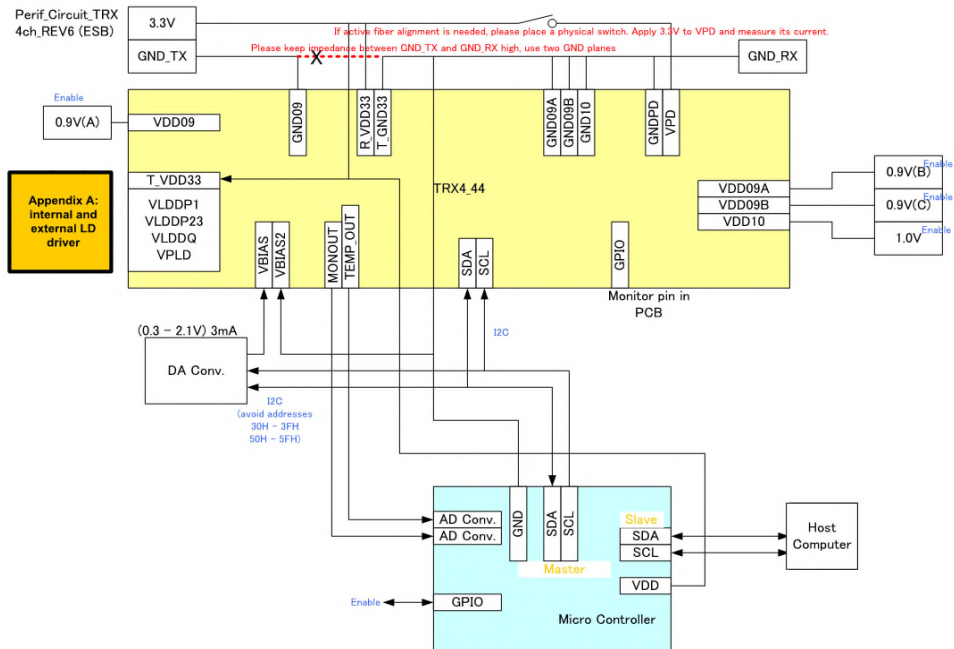 Perif_Circuit_TRX
4ch_REV6 (ESB)
3.3V
GND_TX
If active fiber alignment is needed, please place a physical switch. Apply 3.3V to VPD and measure its current.
Please keep impedance between GND_TX and GND_RX high, use two GND planes
X
GND_RX
Enable
0.9V(A)
VDD09
GND09
R_VDD33
T_GND33
GND09A
GND09B
GND10
GNDPD
VPD
Appendix A:
internal and
external LD
driver
T_VDD33
VLDDP1
VLDDP23
VLDDQ
VPLD
TRX4_44
VDD09A
VDD09B
VDD10
0.9V(B)
Enable
0.9V(C)
Enable
1.0V
Enable
VBIAS
VBIAS2
MONOUT
TEMP_OUT
SDA
SCL
GPIO
Monitor pin in
PCB
(0.3 - 2.1V) 3mA
DA Conv.
I2C
I2C
(avoid addresses
30H - 3FH
50H - 5FH)
AD Conv.
AD Conv.
GND
SDA
SCL
Master
Slave
SDA
SCL
VDD
Host
Computer
Enable
GPIO
Micro Controller